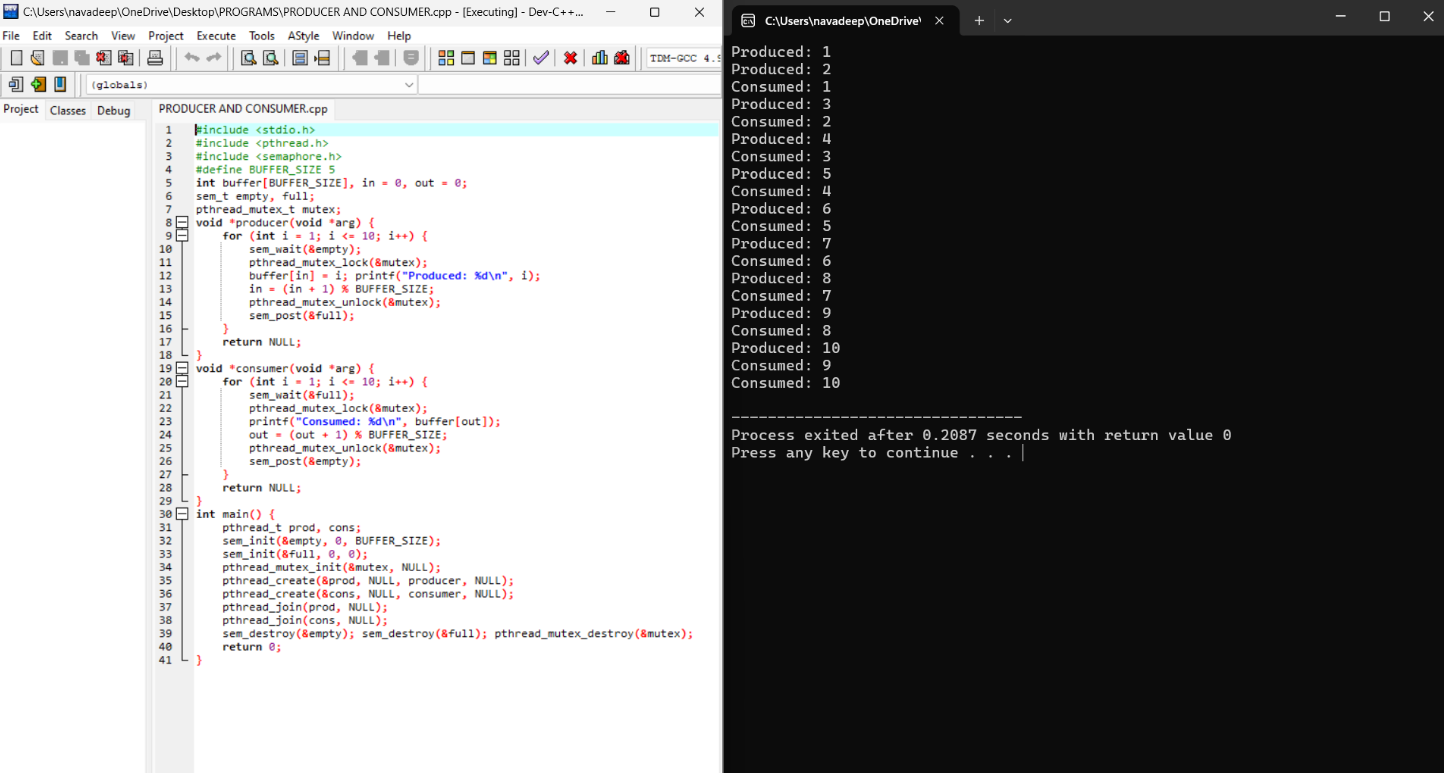 C:\Users\navadeep\OneDrive\Desktop\PROGRAMS\PRODUCER AND CONSUMER.cpp - [Executing] - Dev-C++...
File Edit Search View Project Execute Tools AStyle Window Help
TDM-GCC 4.9
(globals)
Project Classes Debug
PRODUCER AND CONSUMER.cpp
1 #include <stdio.h>
2 #include <pthread.h>
3 #include <semaphore.h>
4 #define BUFFER_SIZE 5
5 int buffer[BUFFER_SIZE], in = 0, out = 0;
6 sem_t empty, full;
7 pthread_mutex_t mutex;
8 void *producer(void *arg) {
9 for (int i = 1; i <= 10; i++) {
10 sem_wait(&empty);
11 pthread_mutex_lock(&mutex);
12 buffer[in] = i; printf("Produced: %d\n", i);
13 in = (in + 1) % BUFFER_SIZE;
14 pthread_mutex_unlock(&mutex);
15 sem_post(&full);
16 }
17 return NULL;
18 }
19 void *consumer(void *arg) {
20 for (int i = 1; i <= 10; i++) {
21 sem_wait(&full);
22 pthread_mutex_lock(&mutex);
23 printf("Consumed: %d\n", buffer[out]);
24 out = (out + 1) % BUFFER_SIZE;
25 pthread_mutex_unlock(&mutex);
26 sem_post(&empty);
27 }
28 return NULL;
29 }
30 int main() {
31 pthread_t prod, cons;
32 sem_init(&empty, 0, BUFFER_SIZE);
33 sem_init(&full, 0, 0);
34 pthread_mutex_init(&mutex, NULL);
35 pthread_create(&prod, NULL, producer, NULL);
36 pthread_create(&cons, NULL, consumer, NULL);
37 pthread_join(prod, NULL);
38 pthread_join(cons, NULL);
39 sem_destroy(&empty); sem_destroy(&full); pthread_mutex_destroy(&mutex);
40 return 0;
41 }
C:\Users\navadeep\OneDrive\
Produced: 1
Produced: 2
Consumed: 1
Produced: 3
Consumed: 2
Produced: 4
Consumed: 3
Produced: 5
Consumed: 4
Produced: 6
Consumed: 5
Produced: 7
Consumed: 6
Produced: 8
Consumed: 7
Produced: 9
Consumed: 8
Produced: 10
Consumed: 9
Consumed: 10
--------------------------------
Process exited after 0.2087 seconds with return value 0
Press any key to continue . . .